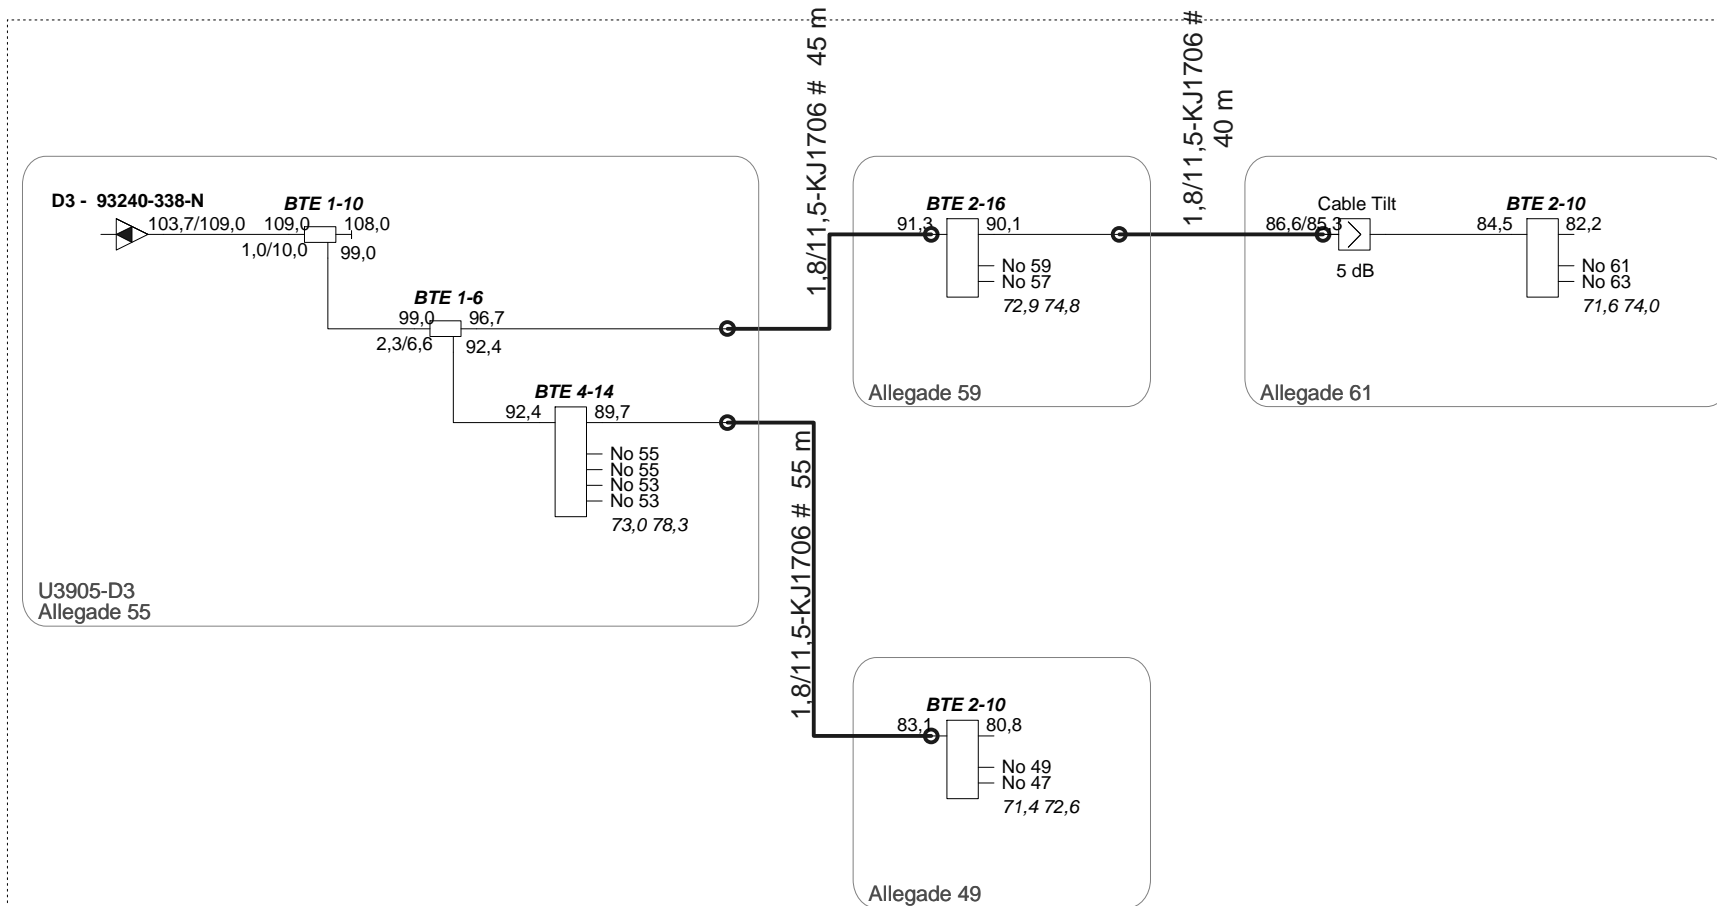 1,8/11,5-KJ1706 # 45 m
1,8/11,5-KJ1706 #
40 m
D3 - 93240-338-N
103,7/109,0
BTE 1-10
109,0
108,0
1,0/10,0
99,0
BTE 1-6
99,0
96,7
2,3/6,6
92,4
BTE 4-14
92,4
89,7
No 55
No 55
No 53
No 53
73,0 78,3
U3905-D3
Allegade 55
BTE 2-16
91,3
90,1
No 59
No 57
72,9 74,8
Allegade 59
86,6/85,3
Cable Tilt
5 dB
BTE 2-10
84,5
82,2
No 61
No 63
71,6 74,0
Allegade 61
1,8/11,5-KJ1706 # 55 m
BTE 2-10
83,1
80,8
No 49
No 47
71,4 72,6
Allegade 49